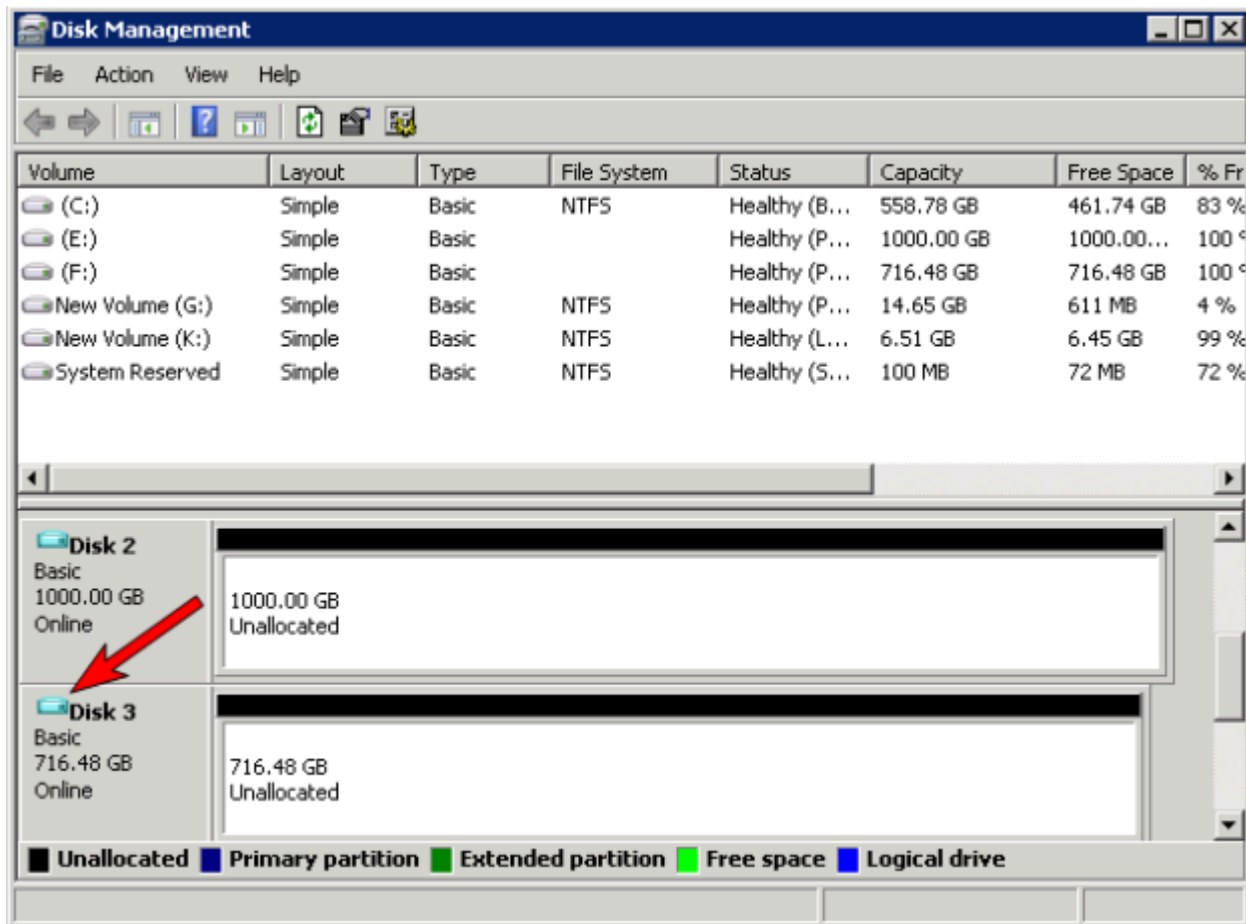 Disk Management
File Action View Help
Volume Layout Type File System Status Capacity Free Space % Fr
(C:) Simple Basic NTFS Healthy (B... 558.78 GB 461.74 GB 83 %
(E:) Simple Basic Healthy (P... 1000.00 GB 1000.00... 100 %
(F:) Simple Basic Healthy (P... 716.48 GB 716.48 GB 100 %
New Volume (G:) Simple Basic NTFS Healthy (P... 14.65 GB 611 MB 4 %
New Volume (K:) Simple Basic NTFS Healthy (L... 6.51 GB 6.45 GB 99 %
System Reserved Simple Basic NTFS Healthy (S... 100 MB 72 MB 72 %
Disk 2
Basic
1000.00 GB
Online
1000.00 GB
Unallocated
Disk 3
Basic
716.48 GB
Online
716.48 GB
Unallocated
Unallocated Primary partition Extended partition Free space Logical drive